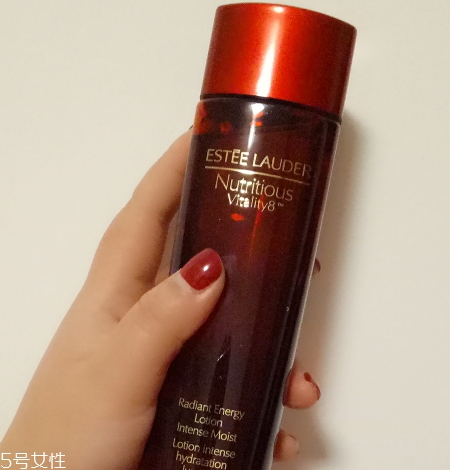 ESTĒE LAUDER
Nutritious
Vitality8™
Radiant Energy
Lotion
Intense Moist
Lotion Intense
hydratation
5号女性